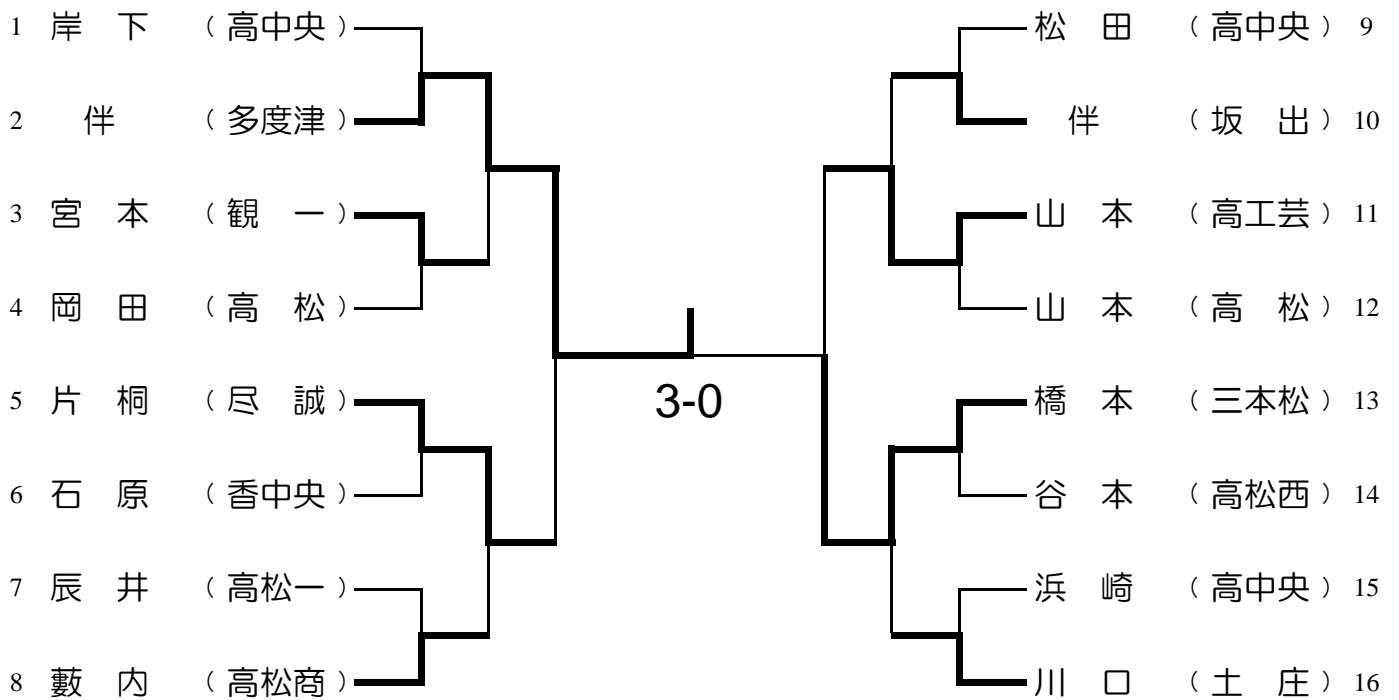 1 岸 下 （ 高中央 ） 松 田 （ 高中央 ） 9
2 伴 （ 多度津 ） 伴 （ 坂 出 ） 10
3 宮 本 （ 観 一 ） 山 本 （ 高工芸 ） 11
4 岡 田 （ 高 松 ） 山 本 （ 高 松 ） 12
5 片 桐 （ 尽 誠 ） 橋 本 （ 三本松 ） 13
3-0
6 石 原 （ 香中央 ） 谷 本 （ 高松西 ） 14
7 辰 井 （ 高松一 ） 浜 崎 （ 高中央 ） 15
8 藪 内 （ 高松商 ） 川 口 （ 土 庄 ） 16